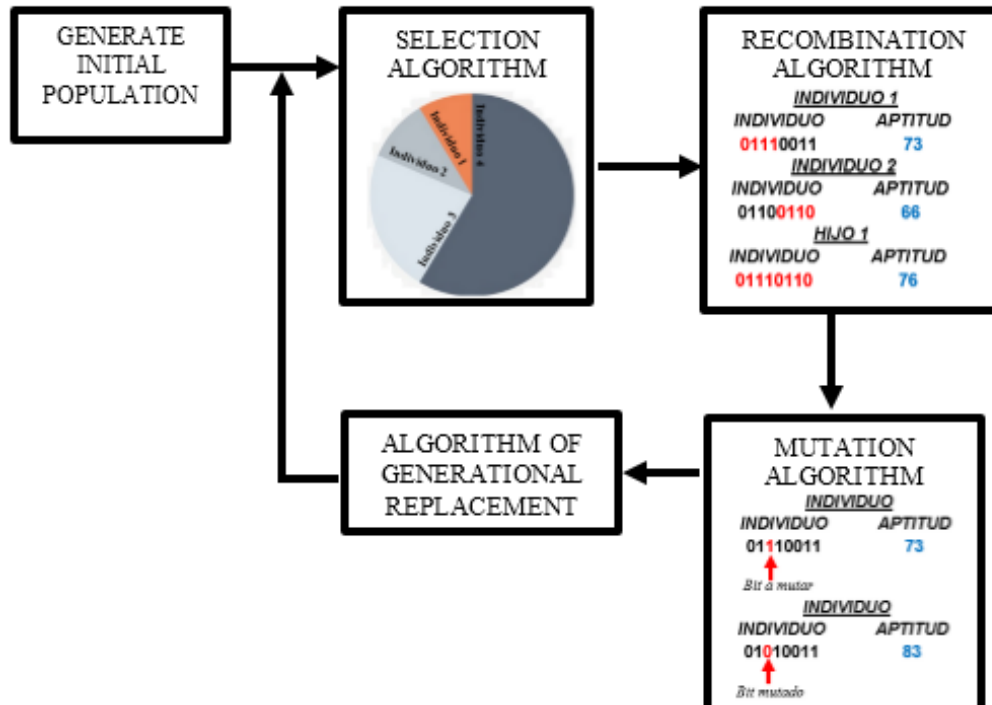 GENERATE
INITIAL
POPULATION
SELECTION
ALGORITHM
Individuo 1
Individuo 2
Individuo 3
Individuo 4
RECOMBINATION
ALGORITHM
INDIVIDUO 1
INDIVIDUO APTITUD
01110011 73
INDIVIDUO 2
INDIVIDUO APTITUD
01100110 66
HIJO 1
INDIVIDUO APTITUD
01110110 76
MUTATION
ALGORITHM
INDIVIDUO
INDIVIDUO APTITUD
01110011 73
Bit a mutar
INDIVIDUO
INDIVIDUO APTITUD
01010011 83
Bit mutado
ALGORITHM OF
GENERATIONAL
REPLACEMENT